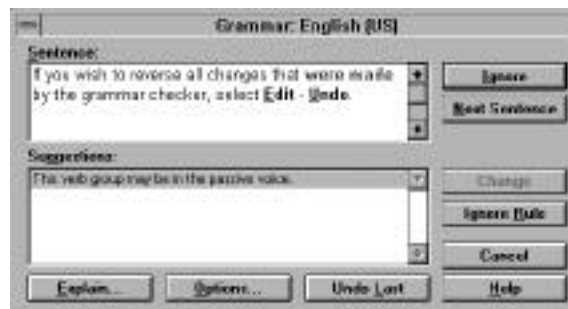 Grammar: English (US)
Sentence:
If you wish to reverse all changes that were made
by the grammar checker, select Edit - Undo.
Ignore
Next Sentence
Suggestions:
This verb group may be in the passive voice.
Change
Ignore Rule
Cancel
Explain...
Options...
Undo Last
Help